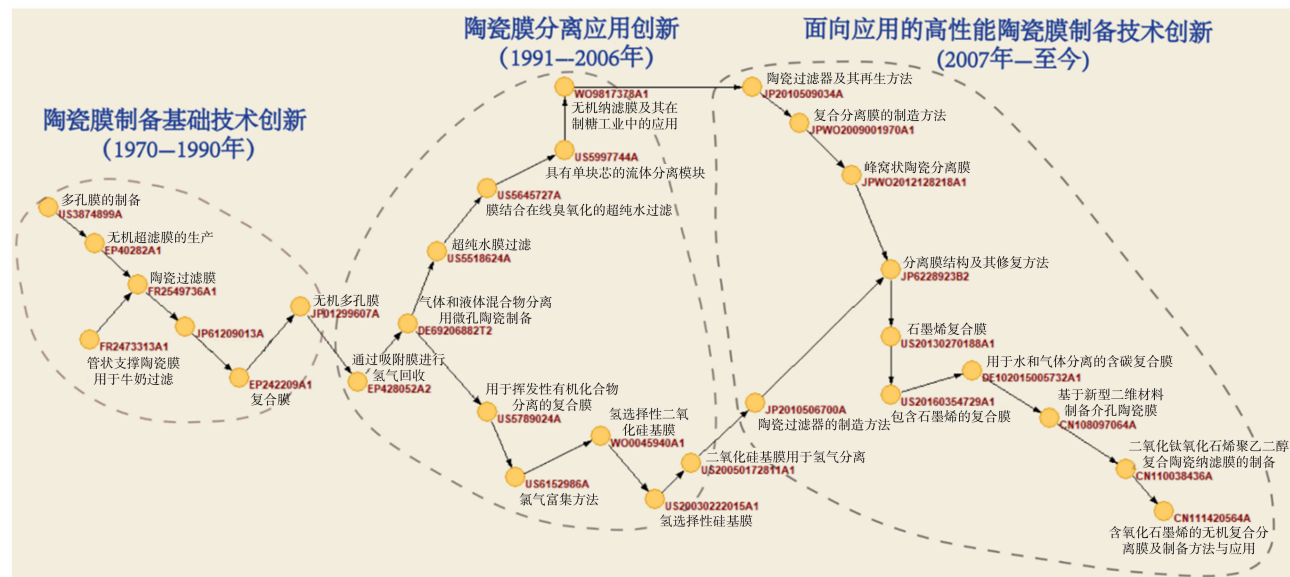 陶瓷膜制备基础技术创新
(1970—1990年)
多孔膜的制备
US3874899A
无机超滤膜的生产
EP40282A1
陶瓷过滤膜
FR2549736A1
FR2473313A1
管状支撑陶瓷膜
用于牛奶过滤
JP61209013A
EP242209A1
复合膜
无机多孔膜
JP01299607A
陶瓷膜分离应用创新
(1991—2006年)
WO9817378A1
无机纳滤膜及其在
制糖工业中的应用
US5997744A
具有单块芯的流体分离模块
US5645727A
膜结合在线臭氧化的超纯水过滤
超纯水膜过滤
US5518624A
气体和液体混合物分离
用微孔陶瓷制备
DE69206882T2
通过吸附膜进行
氢气回收
EP428052A2
用于挥发性有机化合物
分离的复合膜
US5789024A
US6152986A
氯气富集方法
氢选择性二氧
化硅基膜
WO0045940A1
US20030222015A1
氢选择性硅基膜
二氧化硅基膜用于氢气分离
US20050172811A1
面向应用的高性能陶瓷膜制备技术创新
(2007年—至今)
陶瓷过滤器及其再生方法
JP2010509034A
复合分离膜的制造方法
JPWO2009001970A1
蜂窝状陶瓷分离膜
JPWO2012128218A1
分离膜结构及其修复方法
JP6228923B2
JP2010506700A
陶瓷过滤器的制造方法
石墨烯复合膜
US20130270188A1
US20160354729A1
包含石墨烯的复合膜
用于水和气体分离的含碳复合膜
DE102015005732A1
基于新型二维材料
制备介孔陶瓷膜
CN108097064A
二氧化钛氧化石烯聚乙二醇
复合陶瓷纳滤膜的制备
CN110038436A
CN111420564A
含氧化石墨烯的无机复合分
离膜及制备方法与应用